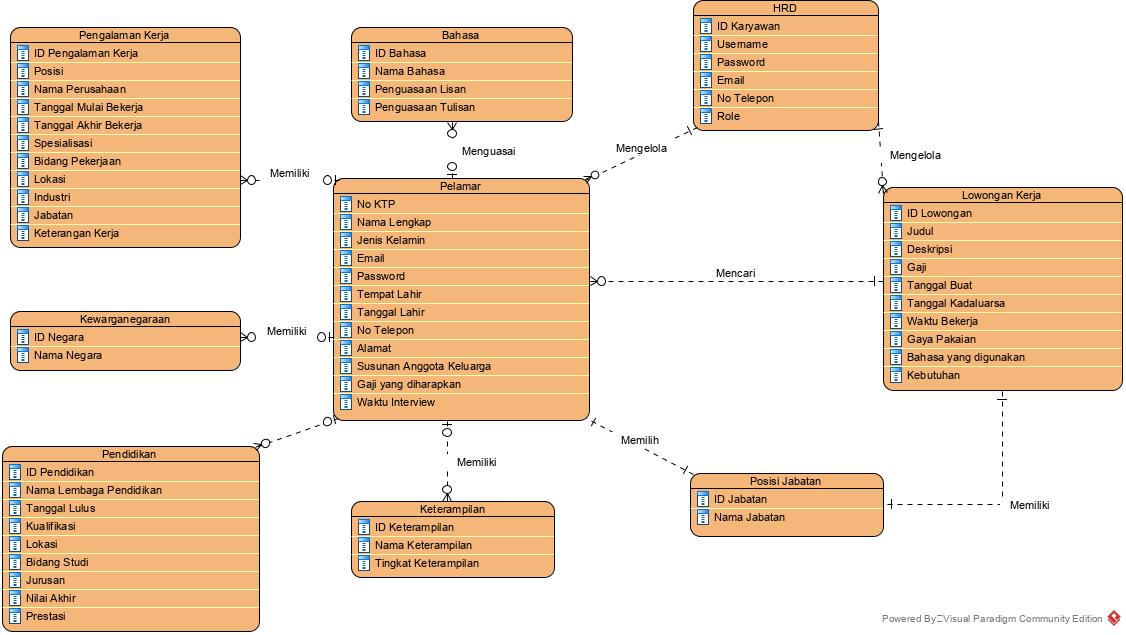 Pengalaman Kerja
ID Pengalaman Kerja
Posisi
Nama Perusahaan
Tanggal Mulai Bekerja
Tanggal Akhir Bekerja
Spesialisasi
Bidang Pekerjaan
Lokasi
Industri
Jabatan
Keterangan Kerja
Bahasa
ID Bahasa
Nama Bahasa
Penguasaan Lisan
Penguasaan Tulisan
HRD
ID Karyawan
Username
Password
Email
No Telepon
Role
Menguasai
Mengelola
Mengelola
Memiliki
Pelamar
No KTP
Nama Lengkap
Jenis Kelamin
Email
Password
Tempat Lahir
Tanggal Lahir
No Telepon
Alamat
Susunan Anggota Keluarga
Gaji yang diharapkan
Waktu Interview
Lowongan Kerja
ID Lowongan
Judul
Deskripsi
Gaji
Tanggal Buat
Tanggal Kadaluarsa
Waktu Bekerja
Gaya Pakaian
Bahasa yang digunakan
Kebutuhan
Mencari
Kewarganegaraan
ID Negara
Nama Negara
Memiliki
Pendidikan
ID Pendidikan
Nama Lembaga Pendidikan
Tanggal Lulus
Kualifikasi
Lokasi
Bidang Studi
Jurusan
Nilai Akhir
Prestasi
Memiliki
Keterampilan
ID Keterampilan
Nama Keterampilan
Tingkat Keterampilan
Memilih
Posisi Jabatan
ID Jabatan
Nama Jabatan
Memiliki
Powered By Visual Paradigm Community Edition